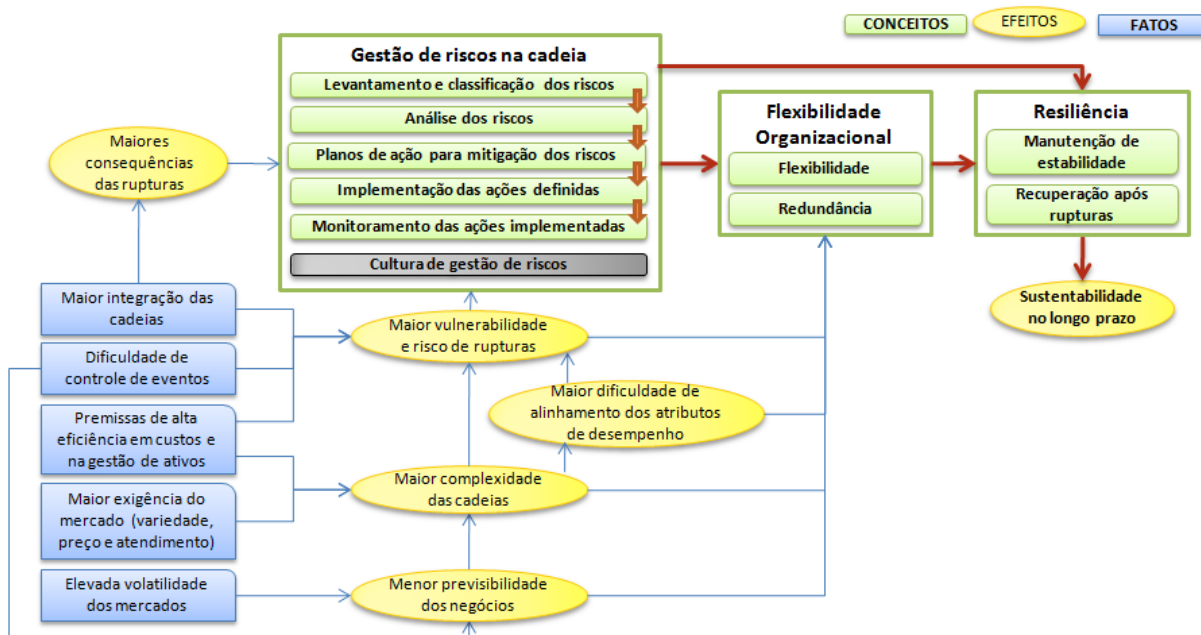 CONCEITOS
EFEITOS
FATOS
Gestão de riscos na cadeia
Levantamento e classificação dos riscos
Análise dos riscos
Planos de ação para mitigação dos riscos
Implementação das ações definidas
Monitoramento das ações implementadas
Cultura de gestão de riscos
Flexibilidade
Organizacional
Flexibilidade
Redundância
Resiliência
Manutenção de
estabilidade
Recuperação após
rupturas
Sustentabilidade
no longo prazo
Maiores
consequências
das rupturas
Maior integração das
cadeias
Dificuldade de
controle de eventos
Premissas de alta
eficiência em custos e
na gestão de ativos
Maior exigência do
mercado (variedade,
preço e atendimento)
Elevada volatilidade
dos mercados
Maior vulnerabilidade
e risco de rupturas
Maior dificuldade de
alinhamento dos atributos
de desempenho
Maior complexidade
das cadeias
Menor previsibilidade
dos negócios